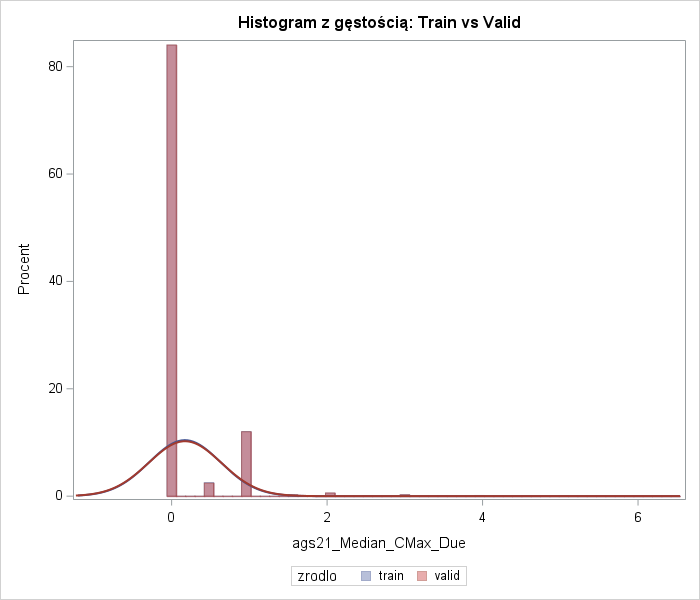 Histogram z gęstością: Train vs Valid
80
60
40
20
0
Procent
0 2 4 6
ags21_Median_CMax_Due
zrodlo train valid